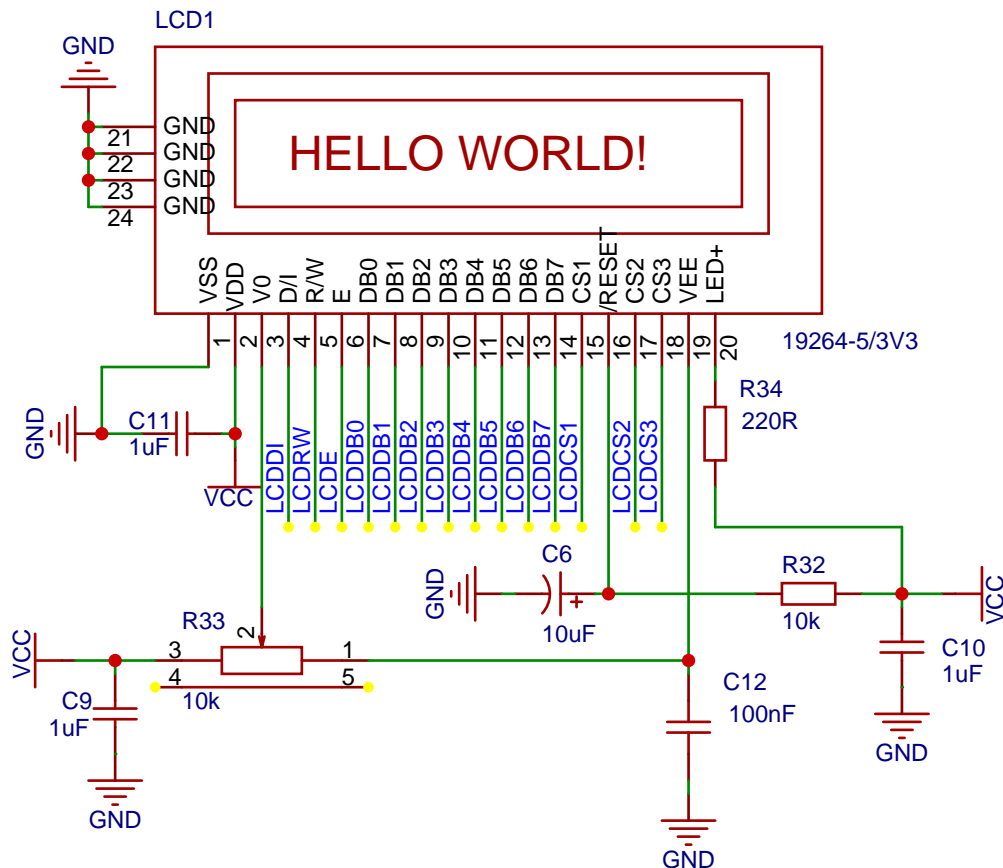 LCD1
GND
GND
21
GND
22
GND
23
GND
24
HELLO WORLD!
VSS
VDD
V0
D/I
R/W
E
DB0
DB1
DB2
DB3
DB4
DB5
DB6
DB7
CS1
/RESET
CS2
CS3
VEE
LED+
1
2
3
4
5
6
7
8
9
10
11
12
13
14
15
16
17
18
19
20
19264-5/3V3
R34
220R
GND
C11
1uF
VCC
LCDDI
LCDRW
LCDE
LCDDB0
LCDDB1
LCDDB2
LCDDB3
LCDDB4
LCDDB5
LCDDB6
LCDDB7
LCDCS1
LCDCS2
LCDCS3
GND
C6
+
10uF
R32
10k
VCC
C10
1uF
GND
VCC
R33
2
3
1
4
5
10k
C9
1uF
GND
C12
100nF
GND